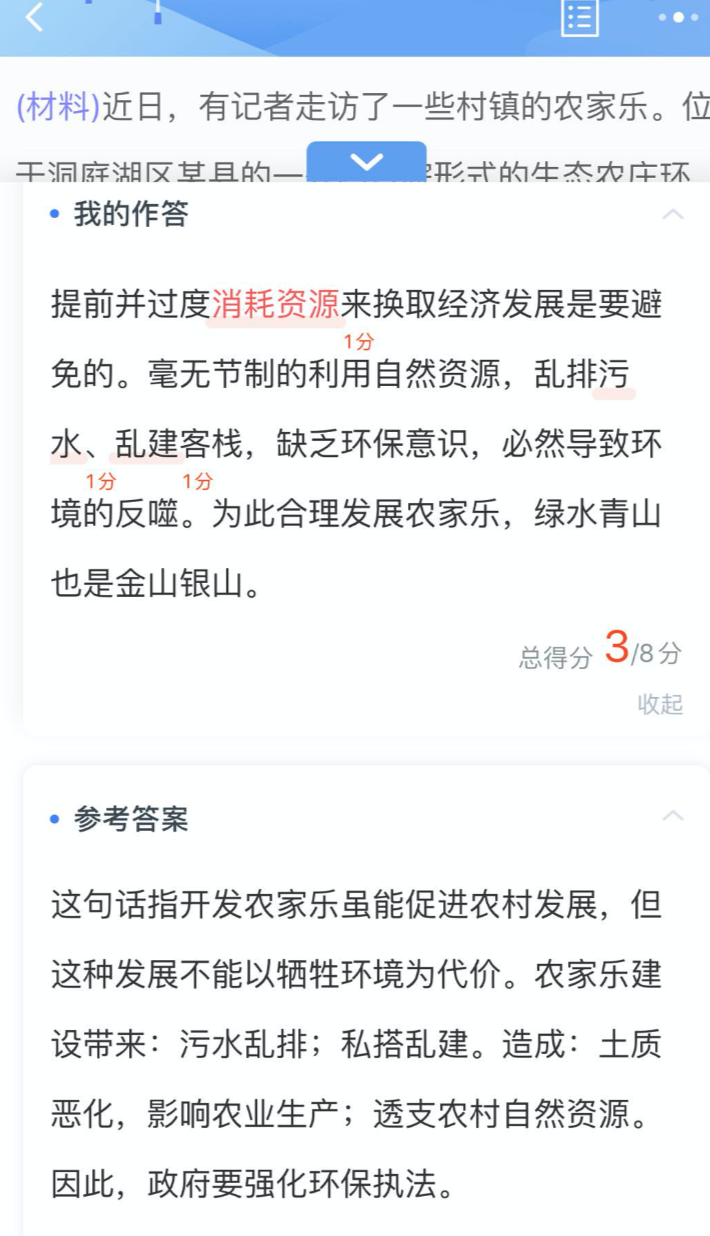 (材料)近日，有记者走访了一些村镇的农家乐。位
于洞庭湖区某县的一
形式的生态农庄环
我的作答
提前并过度消耗资源来换取经济发展是要避
1分
免的。毫无节制的利用自然资源，乱排污
水、乱建客栈，缺乏环保意识，必然导致环
1分 1分
境的反噬。为此合理发展农家乐，绿水青山
也是金山银山。
总得分 3/8分
收起
参考答案
这句话指开发农家乐虽能促进农村发展，但
这种发展不能以牺牲环境为代价。农家乐建
设带来：污水乱排；私搭乱建。造成：土质
恶化，影响农业生产；透支农村自然资源。
因此，政府要强化环保执法。